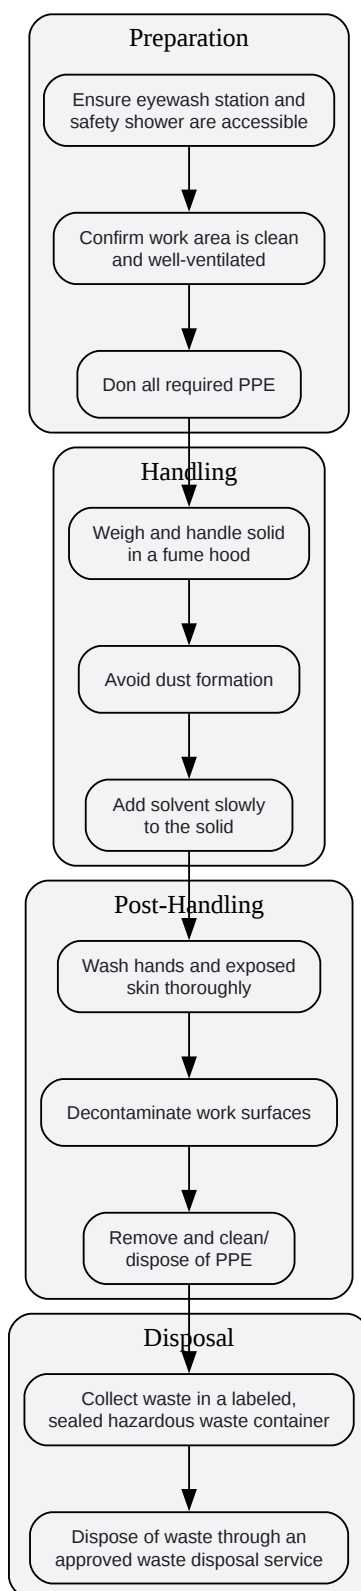 Preparation
Ensure eyewash station and
safety shower are accessible
Confirm work area is clean
and well-ventilated
Don all required PPE
Handling
Weigh and handle solid
in a fume hood
Avoid dust formation
Add solvent slowly
to the solid
Post-Handling
Wash hands and exposed
skin thoroughly
Decontaminate work surfaces
Remove and clean/
dispose of PPE
Disposal
Collect waste in a labeled,
sealed hazardous waste container
Dispose of waste through an
approved waste disposal service